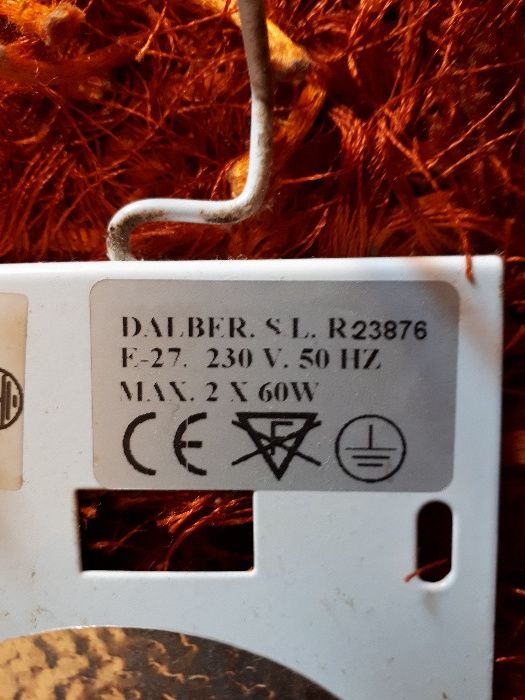 DALBER. S L. R23876
E-27. 230 V. 50 HZ
MAX. 2 X 60W
CE F